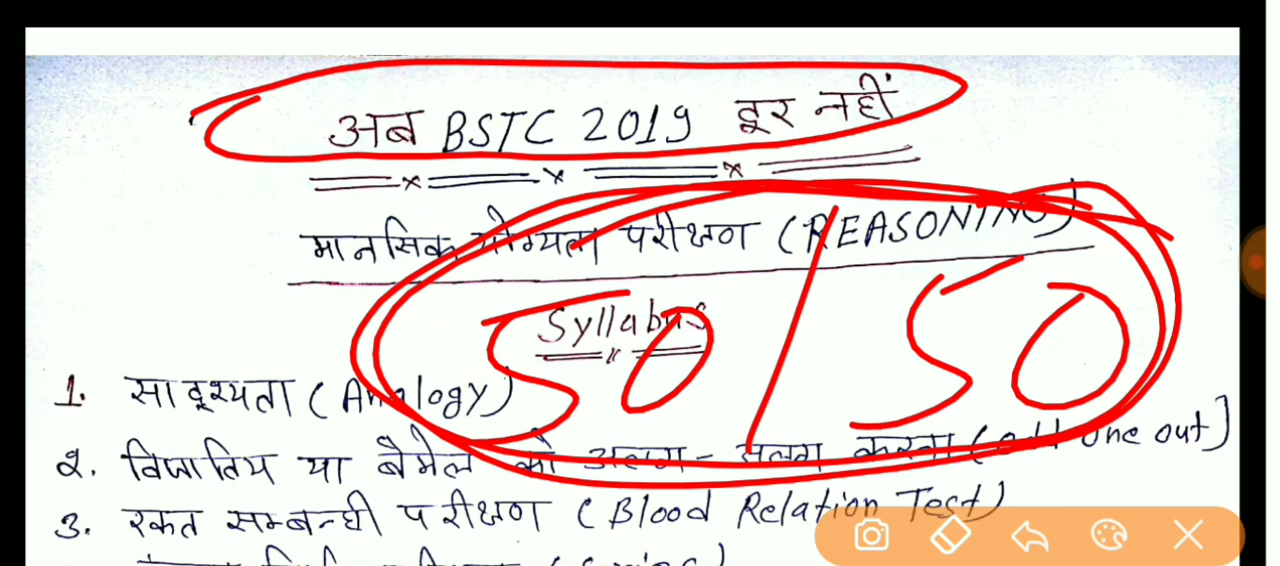 अब BSTC 2019 दूर नहीं
मानसिक योग्यता परीक्षण (REASONING)
Syllabus
50/50
1. सादृश्यता (Analogy)
2. विजातिय या बैमेल को अलग-अलग करना (odd one out]
3. रक्त सम्बन्धी परीक्षण (Blood Relation Test)